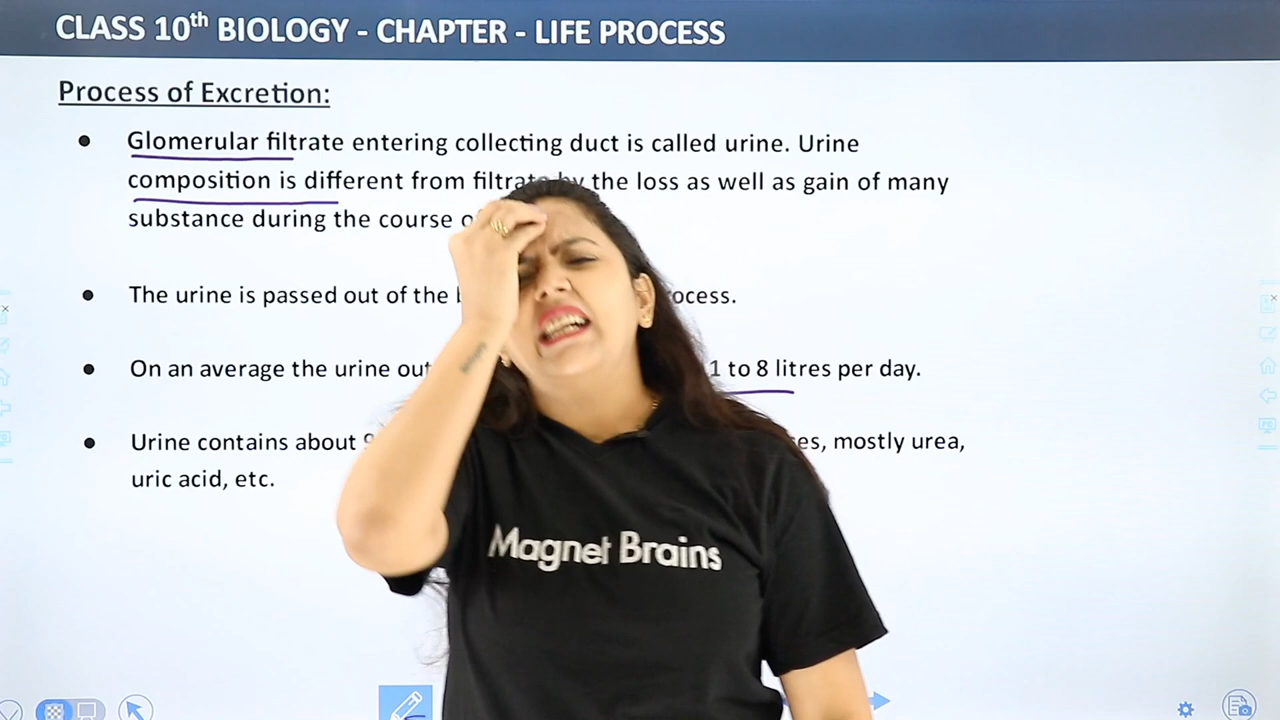 CLASS 10th BIOLOGY - CHAPTER - LIFE PROCESS
Process of Excretion:
• Glomerular filtrate entering collecting duct is called urine. Urine
composition is different from filtrate by the loss as well as gain of many
substance during the course
• The urine is passed out of the
• On an average the urine 1 to 8 litres per day.
• Urine contains about mostly urea,
uric acid, etc.
Magnet Brains